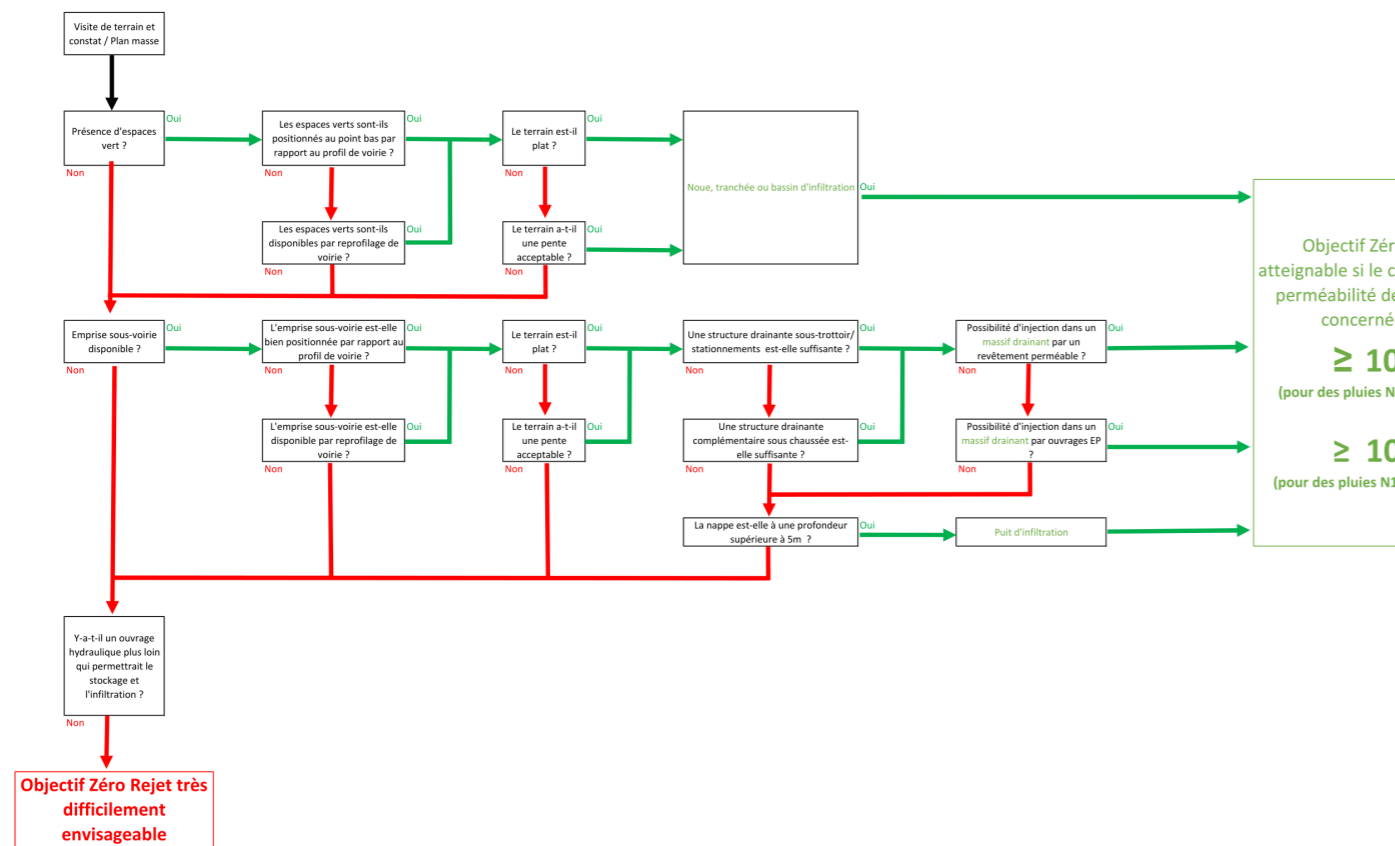 Visite de terrain et
constat / Plan masse
Présence d'espaces
vert ?
Oui
Non
Les espaces verts sont-ils
positionnés au point bas par
rapport au profil de voirie ?
Oui
Non
Le terrain est-il
plat ?
Oui
Non
Noue, tranchée ou bassin d'infiltration
Oui
Les espaces verts sont-ils
disponibles par reprofilage de
voirie ?
Oui
Non
Le terrain a-t-il
une pente
acceptable ?
Oui
Non
Objectif
atteignable si le
perméabilité
≥ 10
(pour des pluies
≥ 10
(pour des pluies
Emprise sous-voirie
disponible ?
Oui
Non
L'emprise sous-voirie est-elle
bien positionnée par rapport au
profil de voirie ?
Oui
Non
Le terrain est-il
plat ?
Oui
Non
Une structure drainante sous-trottoir/
stationnements est-elle suffisante ?
Oui
Non
Possibilité d'injection dans un
massif drainant par un
revêtement perméable ?
Oui
Non
L'emprise sous-voirie est-elle
disponible par reprofilage de
voirie ?
Oui
Non
Le terrain a-t-il
une pente
acceptable ?
Oui
Non
Une structure drainante
complémentaire sous chaussée est-
elle suffisante ?
Oui
Non
Possibilité d'injection dans un
massif drainant par ouvrages EP
?
Oui
Non
La nappe est-elle à une profondeur
supérieure à 5m ?
Oui
Puit d'infiltration
Y-a-t-il un ouvrage
hydraulique plus loin
qui permettrait le
stockage et
l'infiltration ?
Non
Objectif Zéro Rejet très
difficilement
envisageable